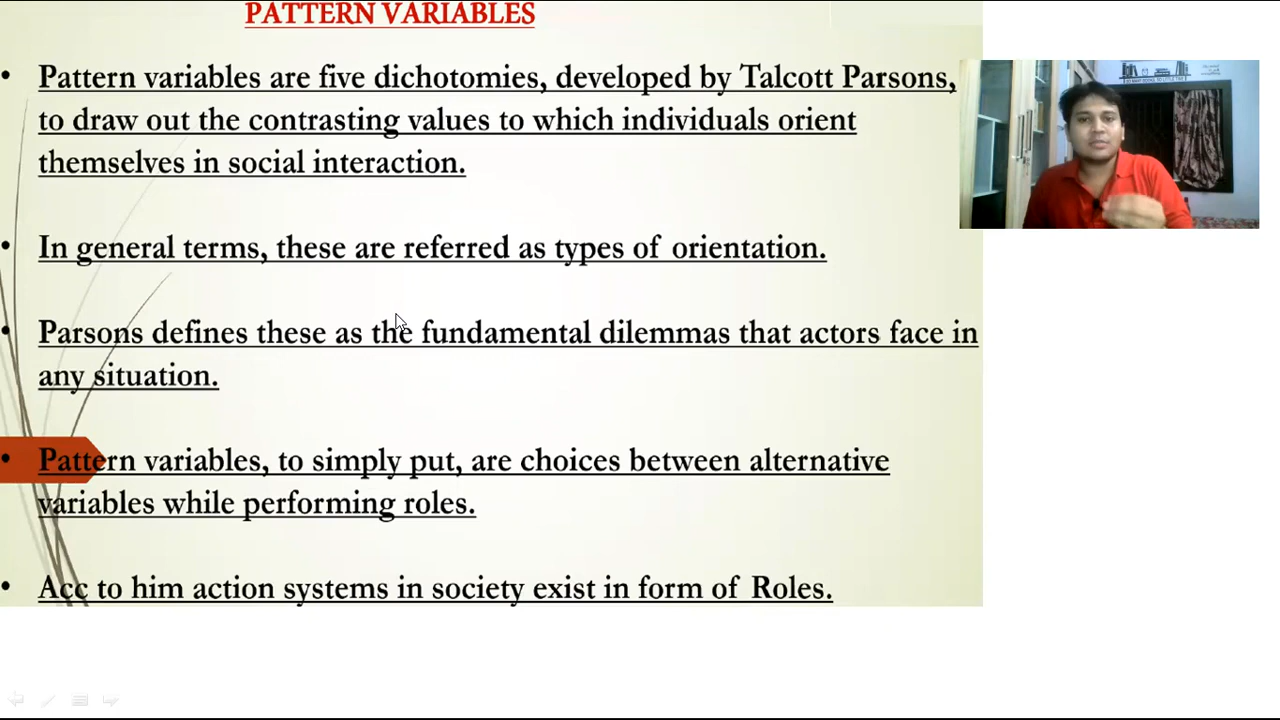 PATTERN VARIABLES
• Pattern variables are five dichotomies, developed by Talcott Parsons,
to draw out the contrasting values to which individuals orient
themselves in social interaction.
• In general terms, these are referred as types of orientation.
• Parsons defines these as the fundamental dilemmas that actors face in
any situation.
• Pattern variables, to simply put, are choices between alternative
variables while performing roles.
• Acc to him action systems in society exist in form of Roles.